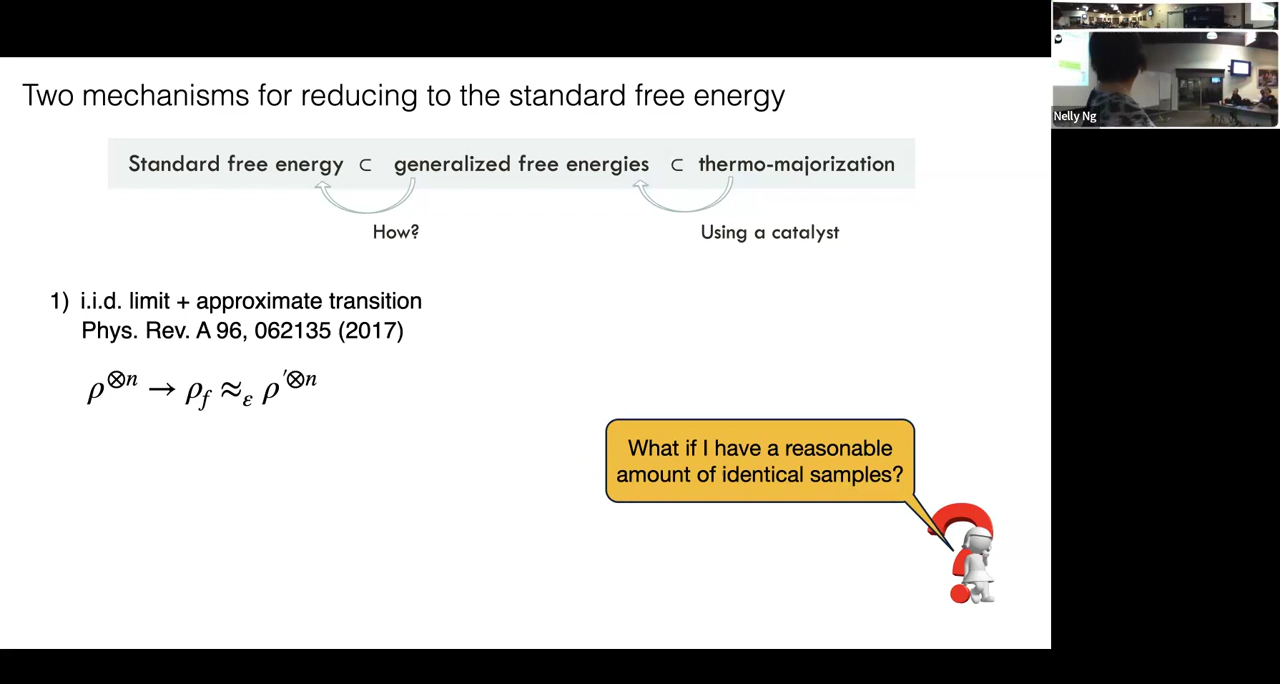 Two mechanisms for reducing to the standard free energy
Standard free energy ⊂ generalized free energies ⊂ thermo-majorization
How?
Using a catalyst
1) i.i.d. limit + approximate transition
Phys. Rev. A 96, 062135 (2017)
ρ^{⊗n} → ρ_f ≈_ε ρ'^{⊗n}
What if I have a reasonable
amount of identical samples?
Nelly Ng